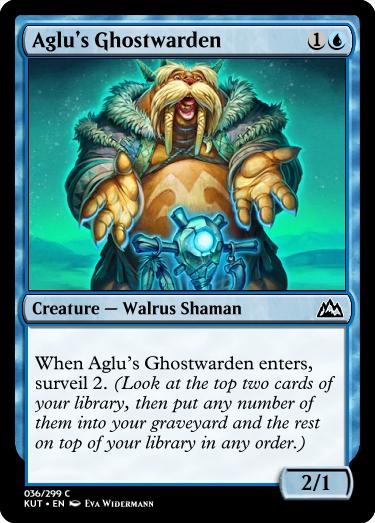 Aglu's Ghostwarden 1
Creature — Walrus Shaman
When Aglu's Ghostwarden enters,
surveil 2. (Look at the top two cards of
your library, then put any number of
them into your graveyard and the rest
on top of your library in any order.)
2/1
036/299 C
KUT • EN Eva Widermann